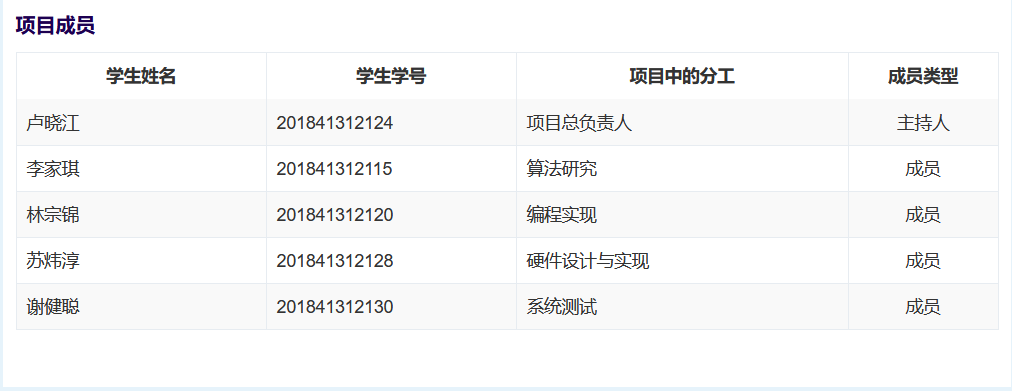 项目成员
学生姓名 学生学号 项目中的分工 成员类型
卢晓江 201841312124 项目总负责人 主持人
李家琪 201841312115 算法研究 成员
林宗锦 201841312120 编程实现 成员
苏炜淳 201841312128 硬件设计与实现 成员
谢健聪 201841312130 系统测试 成员